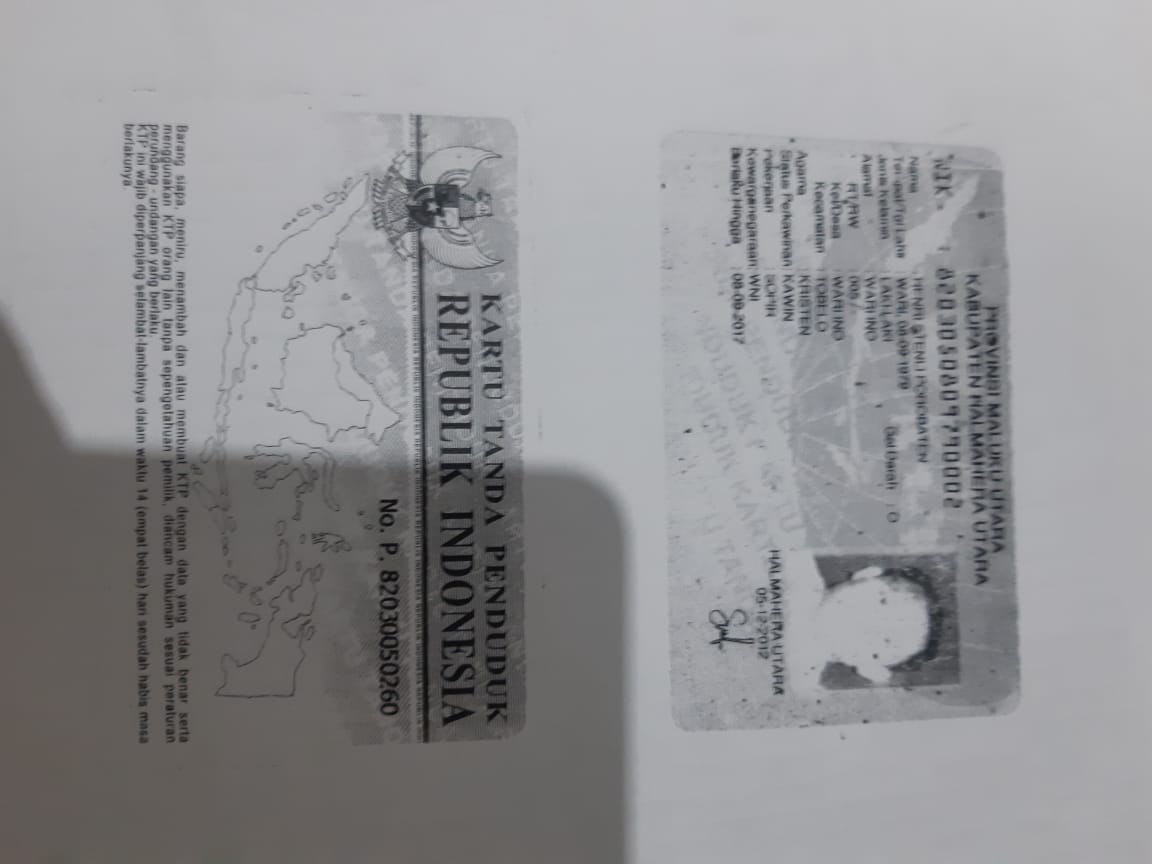 PROVINSI MALUKU UTARA
KABUPATEN HALMAHERA UTARA
NIK : 8203050809790002
Nama : HENRI STENLI
Tempat/Tgl Lahir : WARI, 08-09-1979
Jenis Kelamin : LAKI-LAKI Gol Darah : O
Alamat : WARI INO
RT/RW : 005 /
Kel/Desa : WARI INO
Kecamatan : TOBELO
Agama : KRISTEN
Status Perkawinan : KAWIN
Pekerjaan : SOPIR
Kewarganegaraan: WNI
Berlaku Hingga : 08-09-2017
HALMAHERA UTARA
05-12-2012
KARTU TANDA PENDUDUK
REPUBLIK INDONESIA
No. P. 82030050260
Barang siapa, meniru, menambah dan atau membuat KTP dengan data yang tidak benar serta
menggunakan KTP orang lain tanpa sepengetahuan pemilik, diancam hukuman sesuai peraturan
perundang - undangan yang berlaku.
KTP ini wajib diperpanjang selambat-lambatnya dalam waktu 14 (empat belas) hari sesudah habis masa
berlakunya.